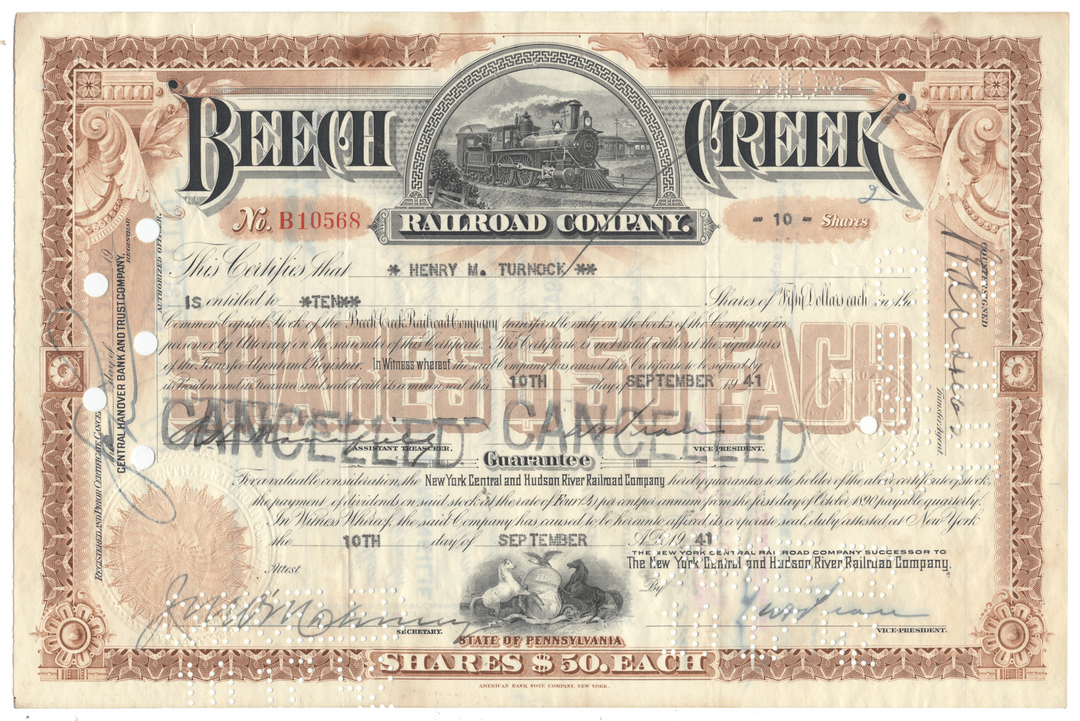 BEECH CREEK
RAILROAD COMPANY.
No. B10568
- 10 - Shares
This Certifies that * HENRY M. TURNOCK **
IS entitled to *TEN** Shares of Fifty Dollars each in the
Common Capital Stock of the Beech Creek Railroad Company transferable only on the books of the Company in
person or by Attorney on the surrender of this Certificate. This Certificate is not valid without the signatures
of the Transfer Agent and Registrar. In Witness whereof the said Company has caused this Certificate to be signed by
its President and its Treasurer and sealed with its common seal this 10TH day of SEPTEMBER 1941
SHARES $50 EACH
CANCELLED CANCELLED
ASSISTANT TREASURER. VICE-PRESIDENT.
Guarantee
For a valuable consideration, the New York Central and Hudson River Railroad Company hereby guarantees to the holder of the above certificate of stock
the payment of dividends on said stock at the rate of Four (4) per cent per annum from the first day of October 1890 payable quarterly.
In Witness Whereof, the said Company has caused to be hereunto affixed its corporate seal, duly attested at New York
the 10TH day of SEPTEMBER A.D. 1941
THE NEW YORK CENTRAL RAILROAD COMPANY SUCCESSOR TO
The New York Central and Hudson River Railroad Company.
Attest
By
SECRETARY.
VICE-PRESIDENT.
STATE OF PENNSYLVANIA
SHARES $50, EACH
AMERICAN BANK NOTE COMPANY, NEW YORK.
CENTRAL HANOVER BANK AND TRUST COMPANY,
REGISTRAR
AUTHORIZED OFFICER.
COUNTERSIGNED
Transfer Agent
2